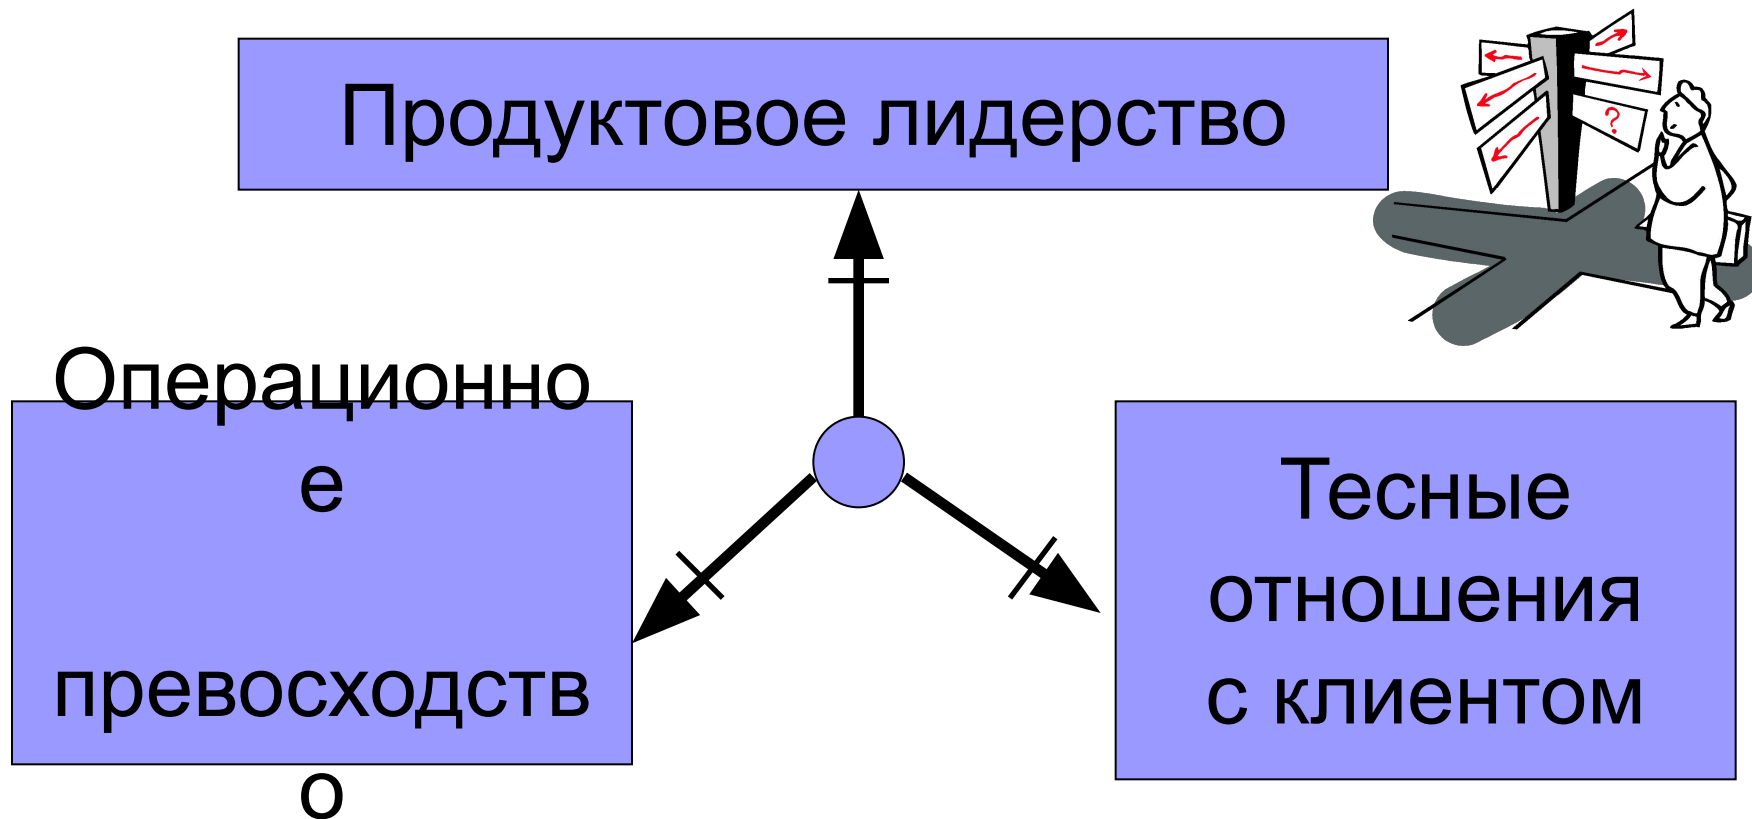 Продуктовое лидерство
?
Операционно
е
превосходств
о
Тесные
отношения
с клиентом